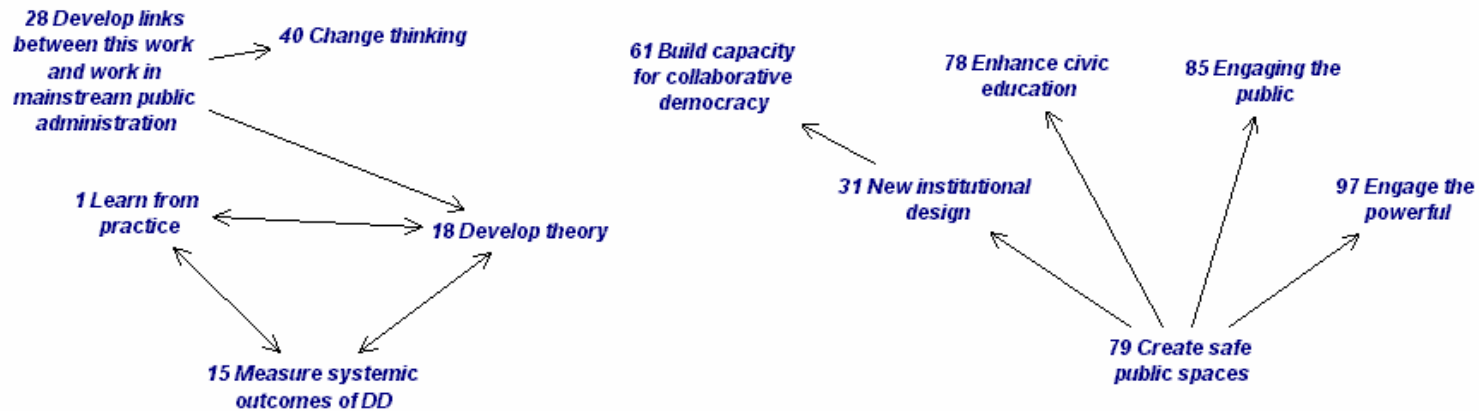 28 Develop links
between this work
and work in
mainstream public
administration
40 Change thinking
1 Learn from
practice
18 Develop theory
15 Measure systemic
outcomes of DD
61 Build capacity
for collaborative
democracy
78 Enhance civic
education
85 Engaging the
public
31 New institutional
design
97 Engage the
powerful
79 Create safe
public spaces